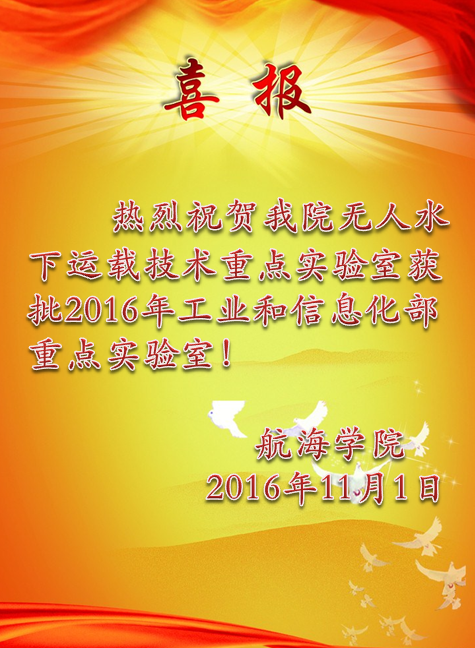 喜报
热烈祝贺我院无人水
下运载技术重点实验室获
批2016年工业和信息化部
重点实验室！
航海学院
2016年11月1日